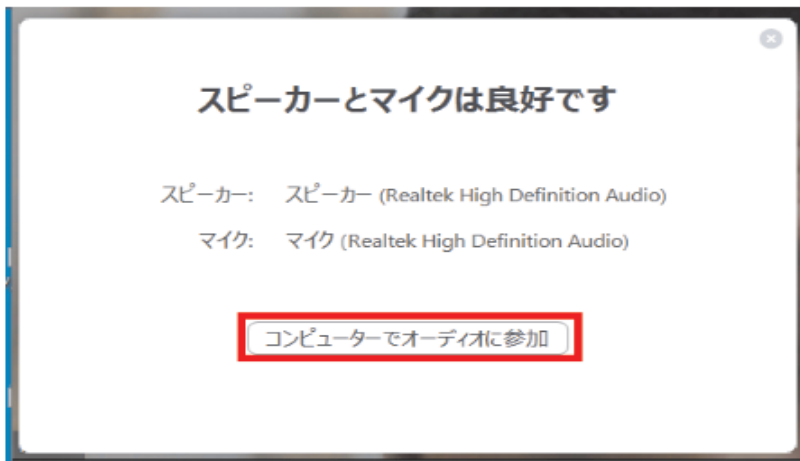 スピーカーとマイクは良好です
スピーカー: スピーカー (Realtek High Definition Audio)
マイク: マイク (Realtek High Definition Audio)
コンピューターでオーディオに参加